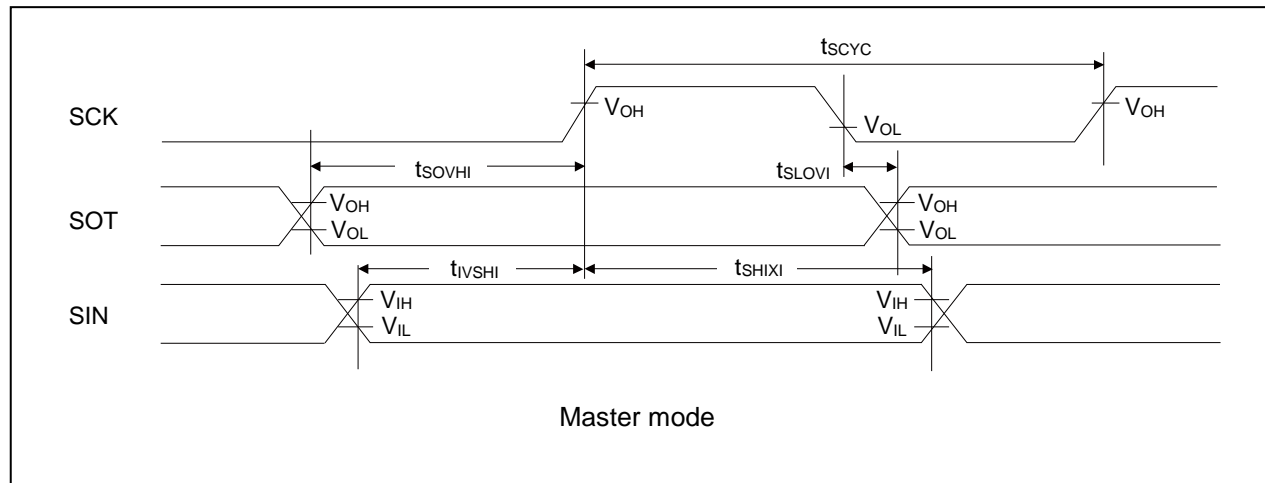 tSCYC
SCK
VOH
VOL
VOH
tSOVHI
tSLOVI
SOT
VOH
VOL
VOH
VOL
tIVSHI
tSHIXI
SIN
VIH
VIL
VIH
VIL
Master mode